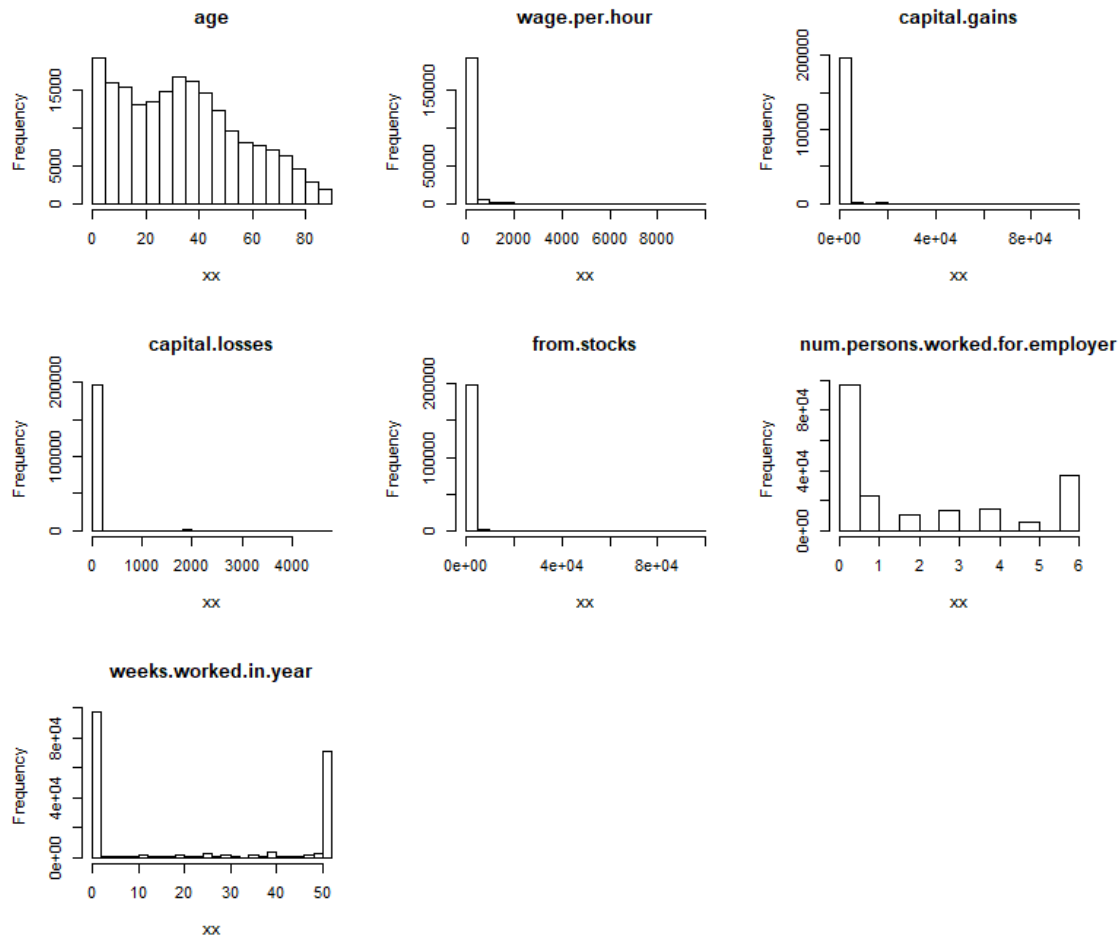 age
Frequency
0 5000 15000
0 20 40 60 80
xx
wage.per.hour
Frequency
0 50000 150000
0 2000 4000 6000 8000
xx
capital.gains
Frequency
0 100000 200000
0e+00 4e+04 8e+04
xx
capital.losses
Frequency
0 100000 200000
0 1000 2000 3000 4000
xx
from.stocks
Frequency
0 100000 200000
0e+00 4e+04 8e+04
xx
num.persons.worked.for.employer
Frequency
0e+00 4e+04 8e+04
0 1 2 3 4 5 6
xx
weeks.worked.in.year
Frequency
0e+00 4e+04 8e+04
0 10 20 30 40 50
xx